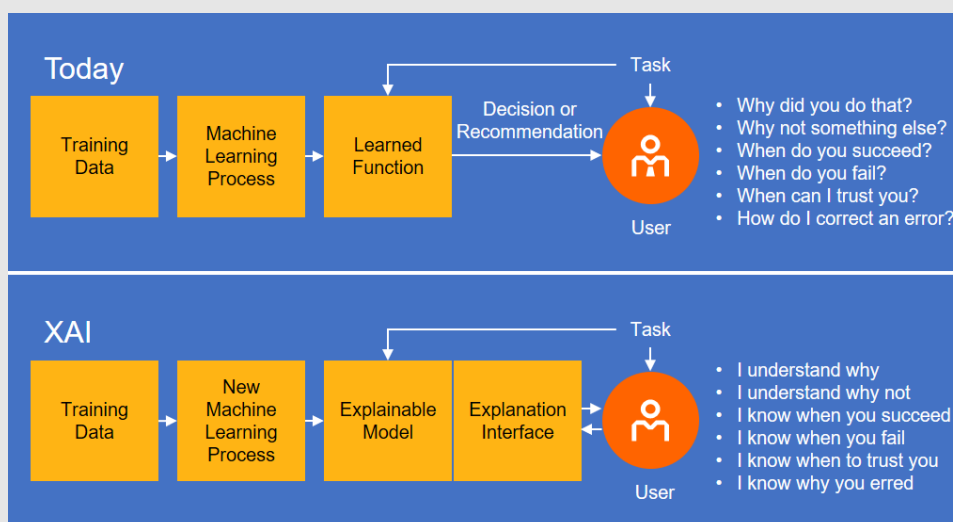 Today
Task
Training
Data
Machine
Learning
Process
Learned
Function
Decision or
Recommendation
User
• Why did you do that?
• Why not something else?
• When do you succeed?
• When do you fail?
• When can I trust you?
• How do I correct an error?
XAI
Task
Training
Data
New
Machine
Learning
Process
Explainable
Model
Explanation
Interface
User
• I understand why
• I understand why not
• I know when you succeed
• I know when you fail
• I know when to trust you
• I know why you erred